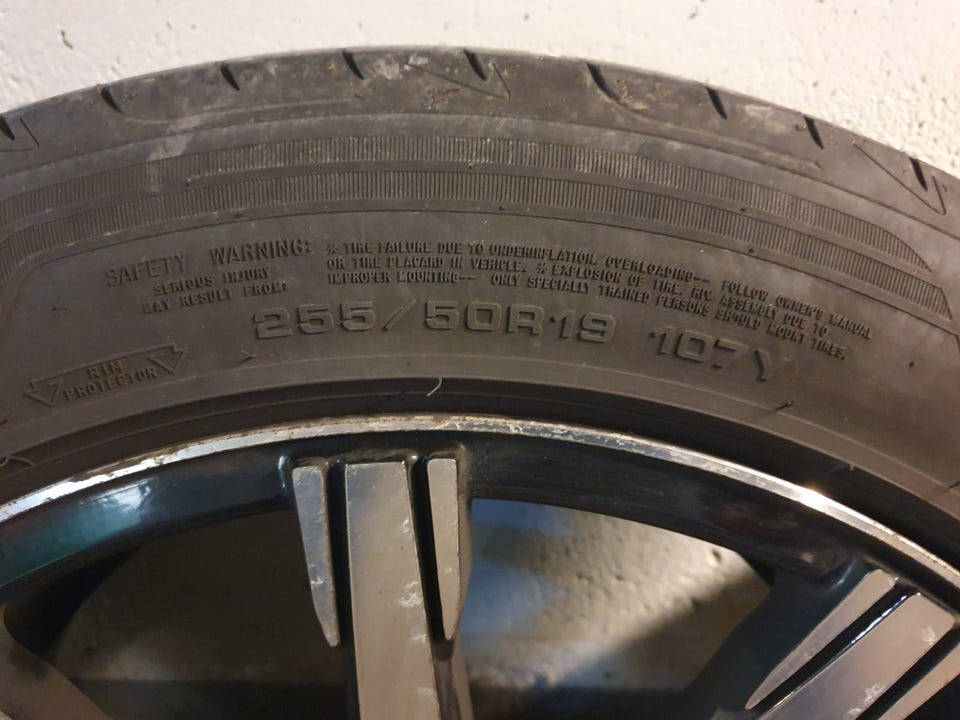 SAFETY WARNING:
SERIOUS INJURY
MAY RESULT FROM:
TIRE FAILURE DUE TO UNDERINFLATION/OVERLOADING— FOLLOW OWNER'S MANUAL
OR TIRE PLACARD IN VEHICLE. EXPLOSION OF TIRE/RIM ASSEMBLY DUE TO
IMPROPER MOUNTING— ONLY SPECIALLY TRAINED PERSONS SHOULD MOUNT TIRES.
255/50R19 107Y
RIM
PROTECTOR